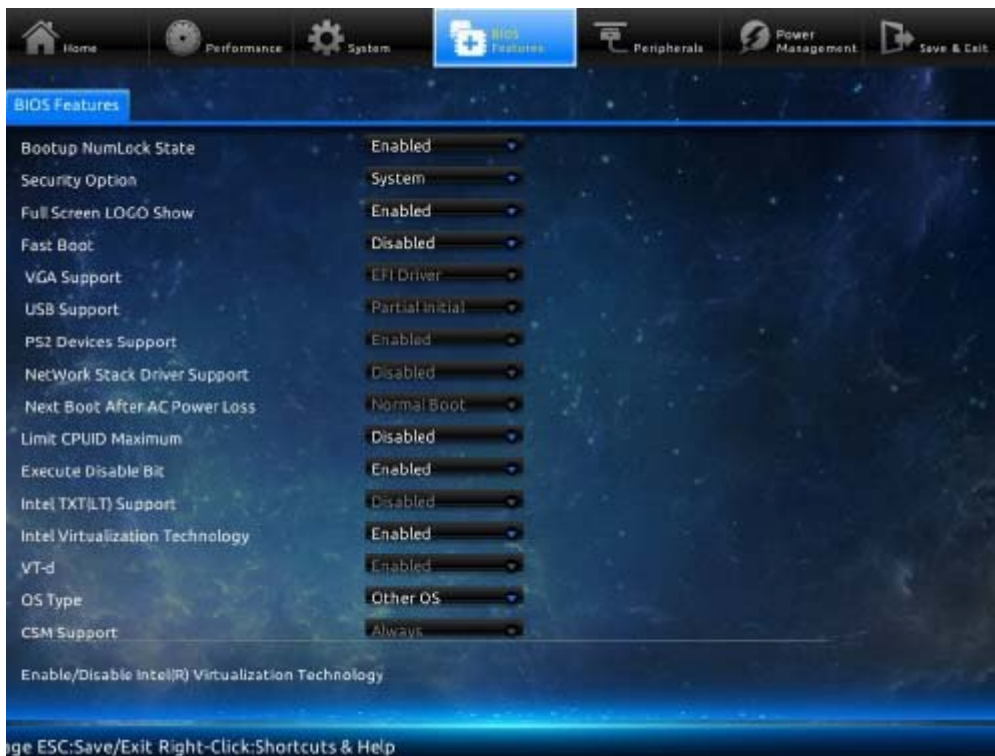 Home Performance System BIOS Features Peripherals Power Management Save & Exit
BIOS Features
Bootup NumLock State Enabled
Security Option System
Full Screen LOGO Show Enabled
Fast Boot Disabled
VGA Support EFI Driver
USB Support Partial Initial
PS2 Devices Support Enabled
NetWork Stack Driver Support Disabled
Next Boot After AC Power Loss Normal Boot
Limit CPUID Maximum Disabled
Execute Disable Bit Enabled
Intel TXT(LT) Support Disabled
Intel Virtualization Technology Enabled
VT-d Enabled
OS Type Other OS
CSM Support Always
Enable/Disable Intel(R) Virtualization Technology
ge ESC:Save/Exit Right-Click:Shortcuts & Help